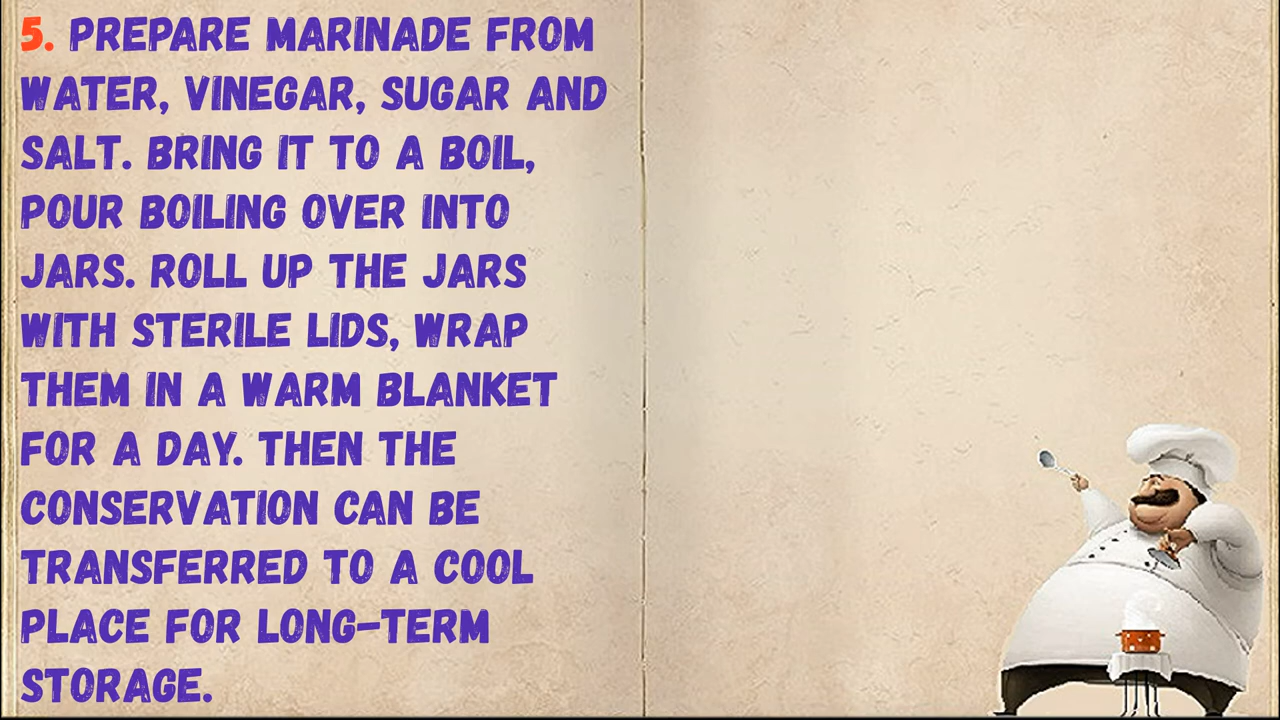 5. PREPARE MARINADE FROM
WATER, VINEGAR, SUGAR AND
SALT. BRING IT TO A BOIL,
POUR BOILING OVER INTO
JARS. ROLL UP THE JARS
WITH STERILE LIDS, WRAP
THEM IN A WARM BLANKET
FOR A DAY. THEN THE
CONSERVATION CAN BE
TRANSFERRED TO A COOL
PLACE FOR LONG-TERM
STORAGE.